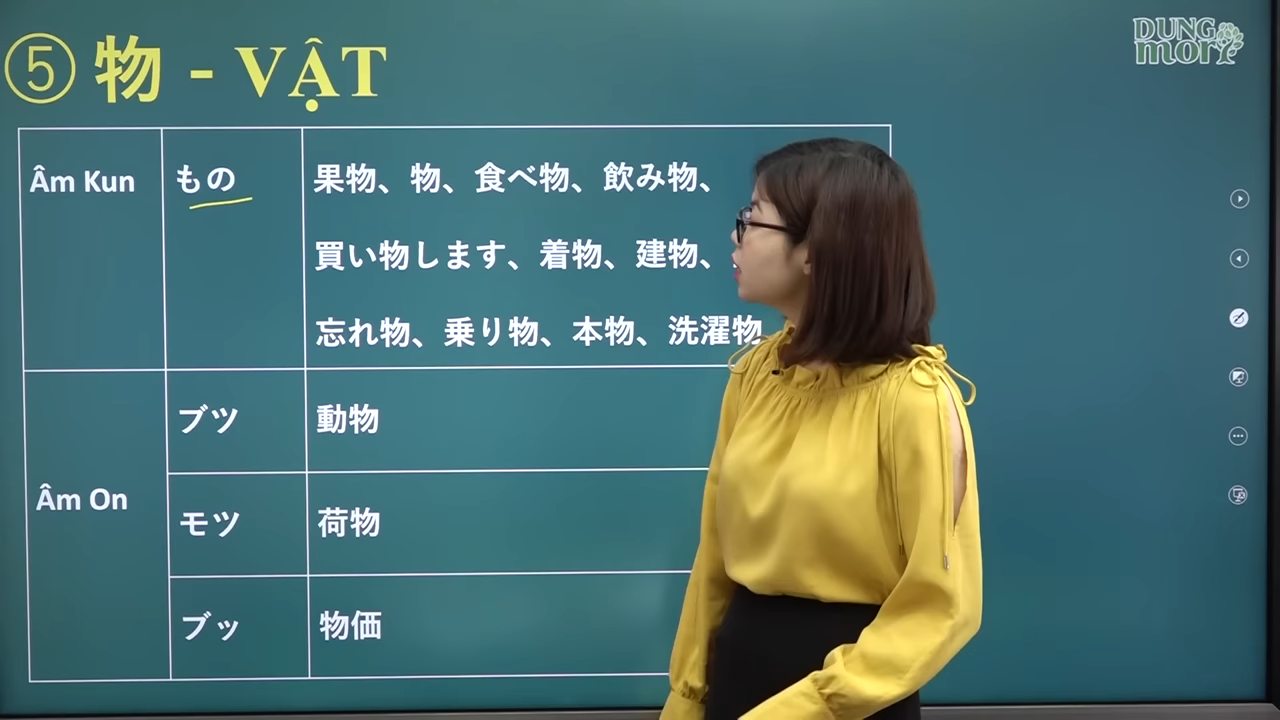 DUNG
mori
⑤ 物 - VẬT
Âm Kun
もの
果物、物、食べ物、飲み物、
買い物します、着物、建物、
忘れ物、乗り物、本物、洗濯物
Âm On
ブツ
動物
モツ
荷物
ブッ
物価